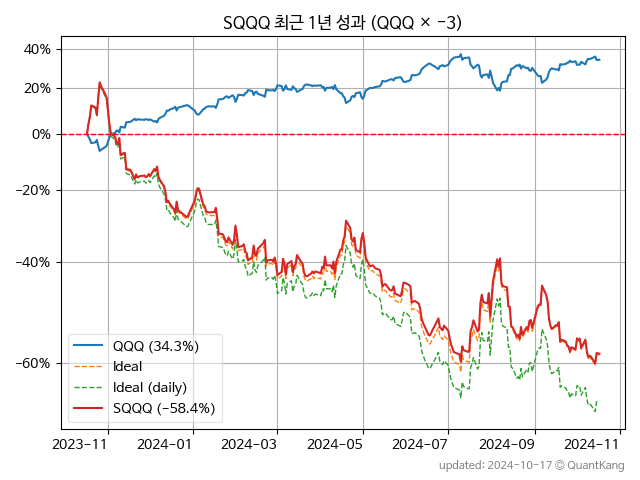 SQQQ 최근 1년 성과 (QQQ × −3)
40%
20%
0%
−20%
−40%
−60%
QQQ (34.3%)
Ideal
Ideal (daily)
SQQQ (−58.4%)
2023−11
2024−01
2024−03
2024−05
2024−07
2024−09
2024−11
updated: 2024-10-17 ⓒ QuantKang